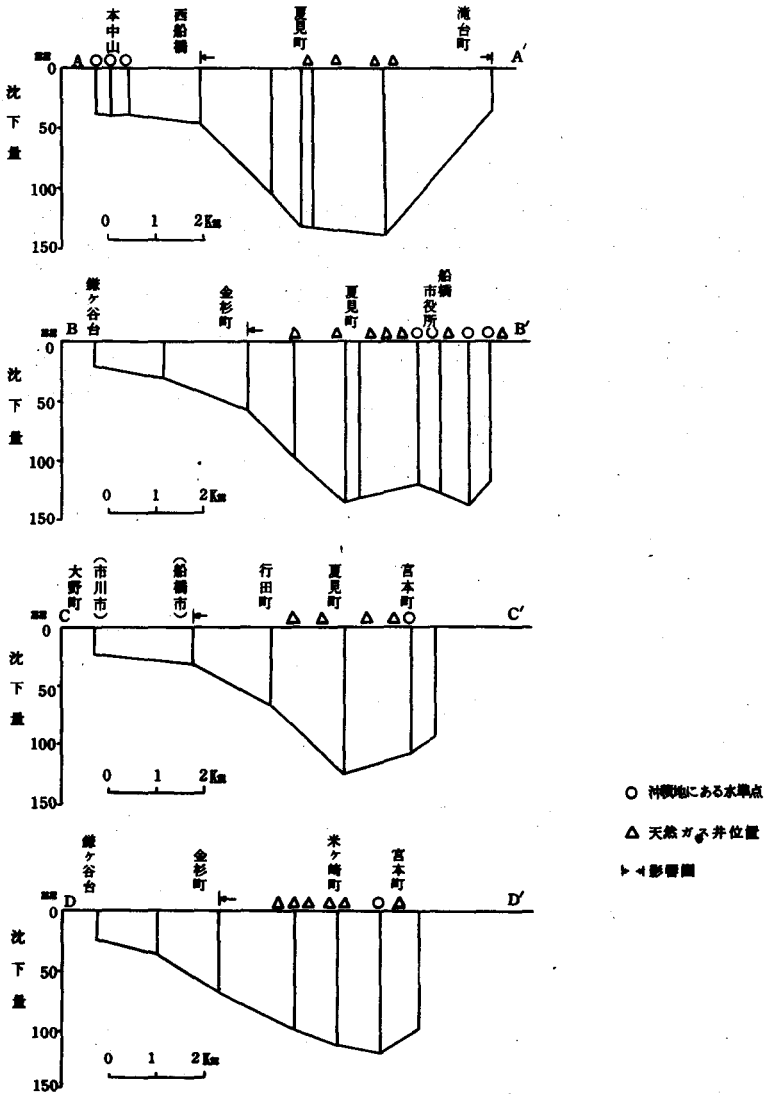 本中山
西船橋
夏見町
滝台町
mm
A
A′
0
50
100
150
沈下量
0 1 2Km
鎌ヶ谷台
金杉町
夏見町
船橋市役所
mm
B
B′
0
50
100
150
沈下量
0 1 2Km
大野町
(市川市)
(船橋市)
行田町
夏見町
宮本町
mm
C
C′
0
50
100
150
沈下量
0 1 2Km
○ 沖積地にある水準点
△ 天然ガス井位置
影響圏
鎌ヶ谷台
金杉町
米ヶ崎町
宮本町
mm
D
D′
0
50
100
150
沈下量
0 1 2Km